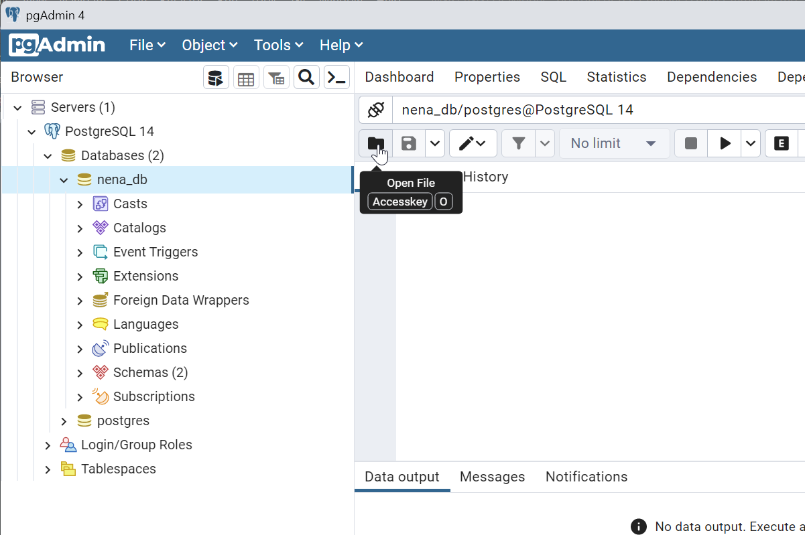 pgAdmin 4
pgAdmin File Object Tools Help
Browser
Dashboard Properties SQL Statistics Dependencies Depe
nena_db/postgres@PostgreSQL 14
No limit E
Open File
Accesskey O
History
Servers (1)
PostgreSQL 14
Databases (2)
nena_db
Casts
Catalogs
Event Triggers
Extensions
Foreign Data Wrappers
Languages
Publications
Schemas (2)
Subscriptions
postgres
Login/Group Roles
Tablespaces
Data output Messages Notifications
No data output. Execute a